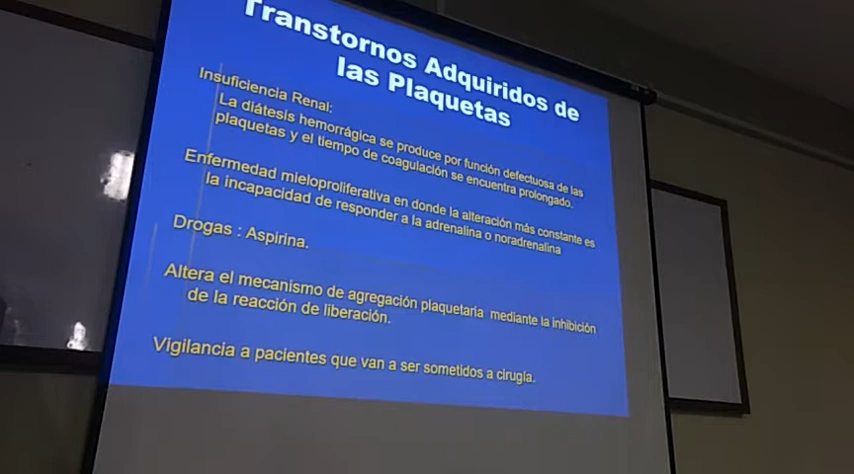 Transtornos Adquiridos de
las Plaquetas
Insuficiencia Renal:
La diátesis hemorrágica se produce por función defectuosa de las
plaquetas y el tiempo de coagulación se encuentra prolongado.
Enfermedad mieloproliferativa en donde la alteración más constante es
la incapacidad de responder a la adrenalina o noradrenalina
Drogas : Aspirina.
Altera el mecanismo de agregación plaquetaria mediante la inhibición
de la reacción de liberación.
Vigilancia a pacientes que van a ser sometidos a cirugía.